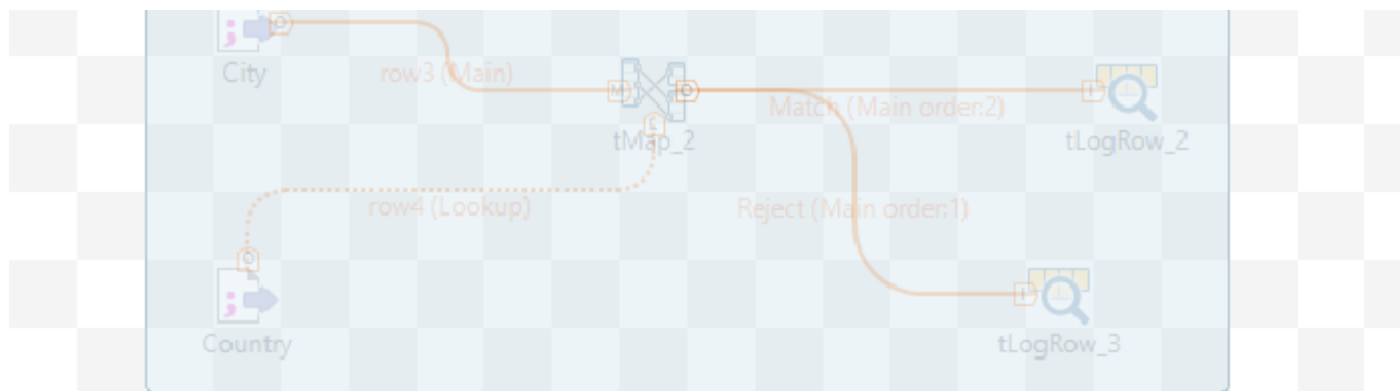 City
row3 (Main)
Match (Main order:2)
tMap_2
tLogRow_2
row4 (Lookup)
Reject (Main order:1)
Country
tLogRow_3